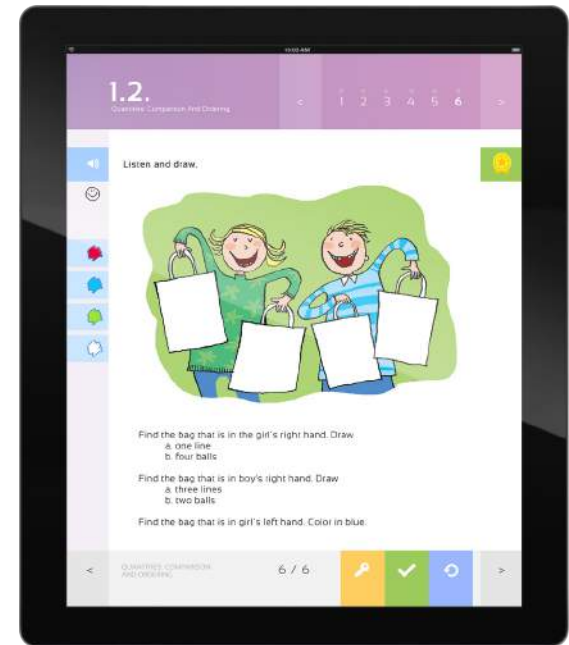 10:00 AM
1.2.
Quantities: Comparison And Ordering
< 1 2 3 4 5 6 >
Listen and draw.
Find the bag that is in the girl's right hand. Draw
a. one line
b. four balls
Find the bag that is in boy's right hand. Draw
a. three lines
b. two balls
Find the bag that is in girl's left hand. Color in blue.
< QUANTITIES: COMPARISON
AND ORDERING
6 / 6 >